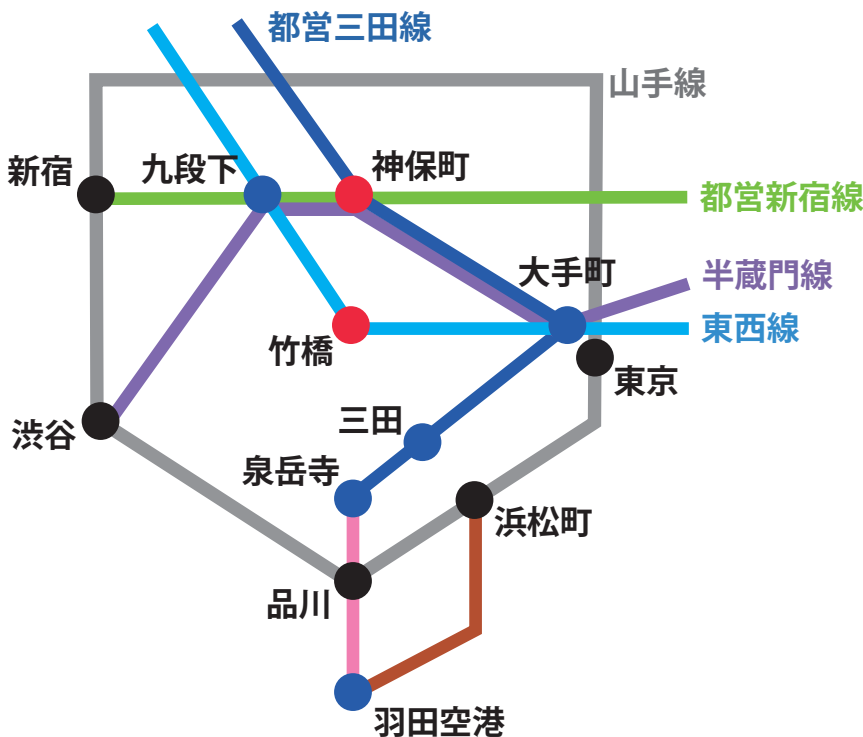 都営三田線
山手線
新宿
九段下
神保町
都営新宿線
大手町
半蔵門線
東西線
竹橋
東京
渋谷
三田
泉岳寺
浜松町
品川
羽田空港